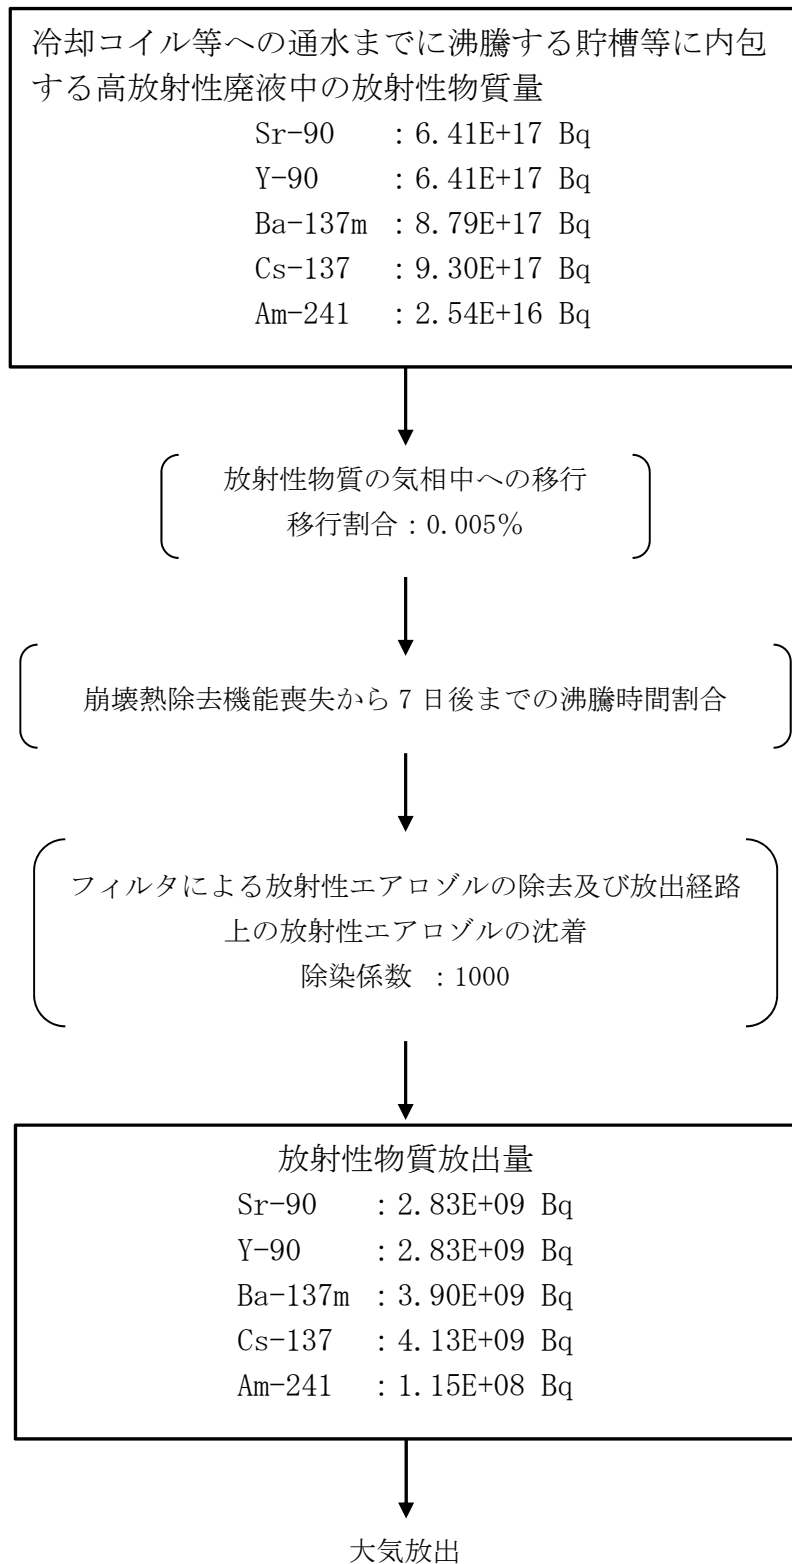 冷却コイル等への通水までに沸騰する貯槽等に内包
する高放射性廃液中の放射性物質量
Sr-90 : 6.41E+17 Bq
Y-90 : 6.41E+17 Bq
Ba-137m : 8.79E+17 Bq
Cs-137 : 9.30E+17 Bq
Am-241 : 2.54E+16 Bq
放射性物質の気相中への移行
移行割合：0.005%
崩壊熱除去機能喪失から７日後までの沸騰時間割合
フィルタによる放射性エアロゾルの除去及び放出経路
上の放射性エアロゾルの沈着
除染係数 ：1000
放射性物質放出量
Sr-90 : 2.83E+09 Bq
Y-90 : 2.83E+09 Bq
Ba-137m : 3.90E+09 Bq
Cs-137 : 4.13E+09 Bq
Am-241 : 1.15E+08 Bq
大気放出